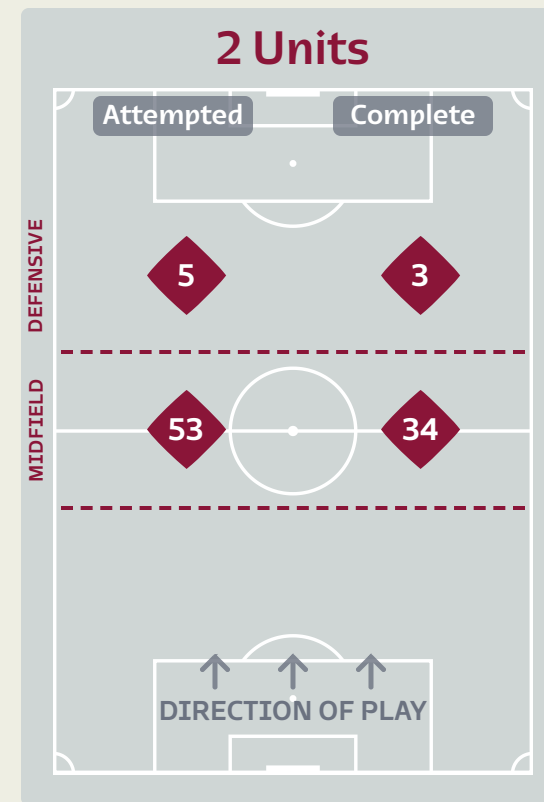 2 Units
Attempted Complete
DEFENSIVE
5 3
MIDFIELD
53 34
DIRECTION OF PLAY